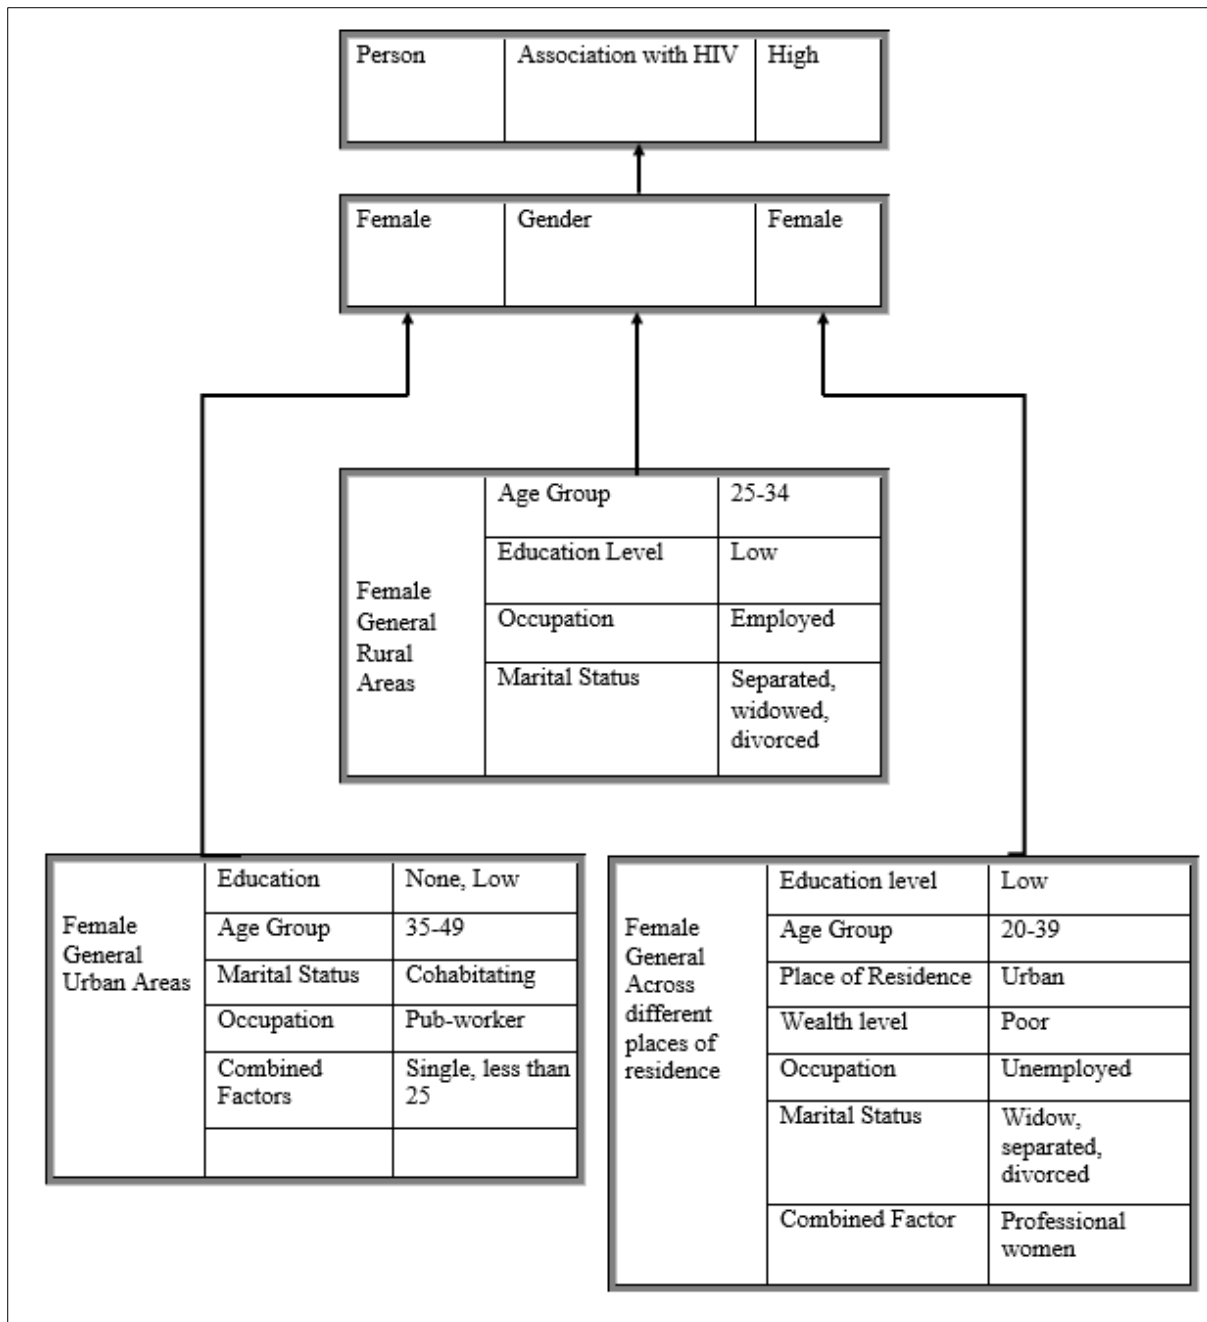 Person Association with HIV High
Female Gender Female
Female
General
Rural
Areas
Age Group 25-34
Education Level Low
Occupation Employed
Marital Status Separated,
widowed,
divorced
Female
General
Urban Areas
Education None, Low
Age Group 35-49
Marital Status Cohabitating
Occupation Pub-worker
Combined Single, less than
Factors 25
Female
General
Across
different
places of
residence
Education level Low
Age Group 20-39
Place of Residence Urban
Wealth level Poor
Occupation Unemployed
Marital Status Widow,
separated,
divorced
Combined Factor Professional
women